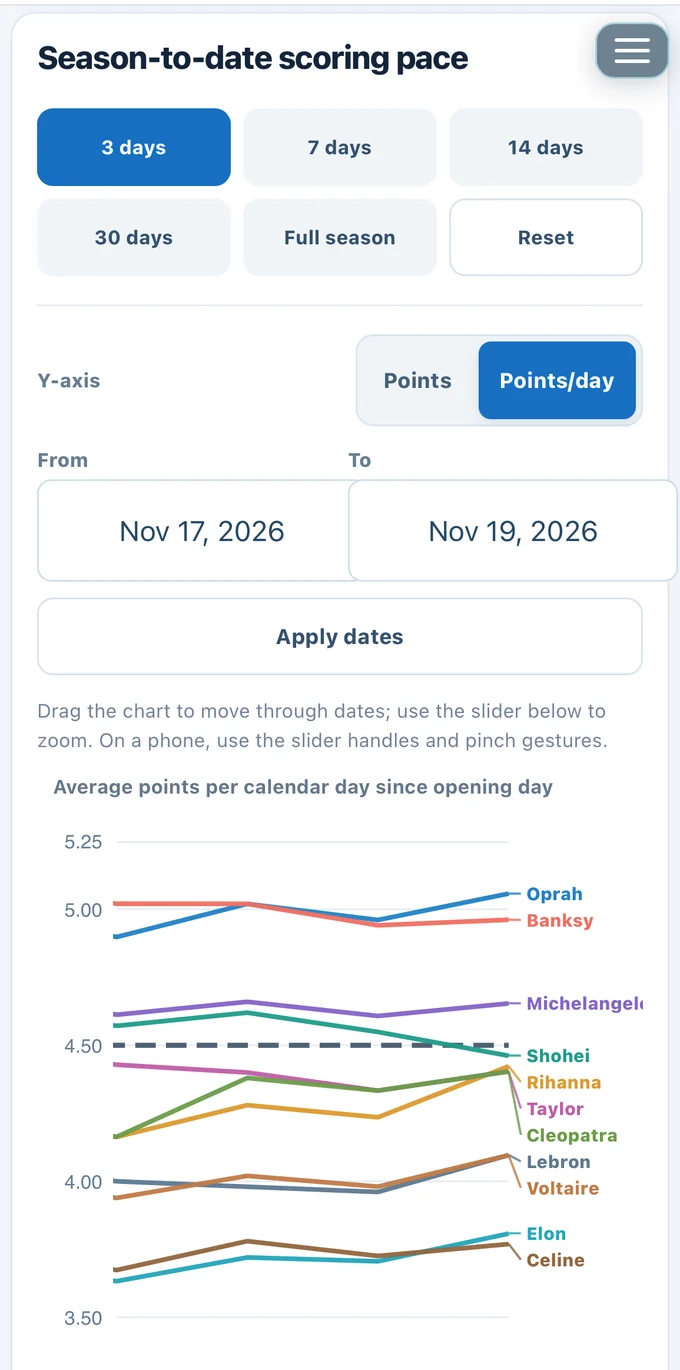 Season-to-date scoring pace
3 days
7 days
14 days
30 days
Full season
Reset
Y-axis
Points
Points/day
From
To
Nov 17, 2026
Nov 19, 2026
Apply dates
Drag the chart to move through dates; use the slider below to
zoom. On a phone, use the slider handles and pinch gestures.
Average points per calendar day since opening day
5.25
5.00
4.50
4.00
3.50
Oprah
Banksy
Michelangelo
Shohei
Rihanna
Taylor
Cleopatra
Lebron
Voltaire
Elon
Celine